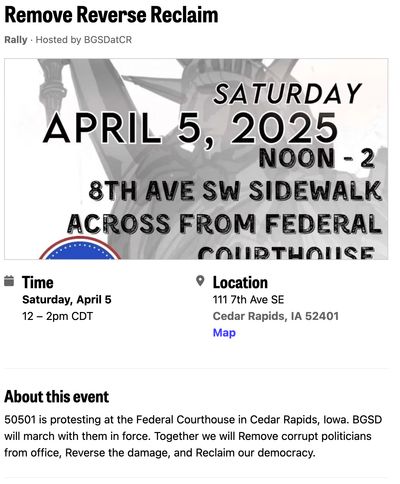 Remove Reverse Reclaim
Rally · Hosted by BGSDatCR
SATURDAY
APRIL 5, 2025
NOON - 2
8TH AVE SW SIDEWALK
ACROSS FROM FEDERAL
COURTHOUSE
Time
Saturday, April 5
12 – 2pm CDT
Location
111 7th Ave SE
Cedar Rapids, IA 52401
Map
About this event
50501 is protesting at the Federal Courthouse in Cedar Rapids, Iowa. BGSD
will march with them in force. Together we will Remove corrupt politicians
from office, Reverse the damage, and Reclaim our democracy.